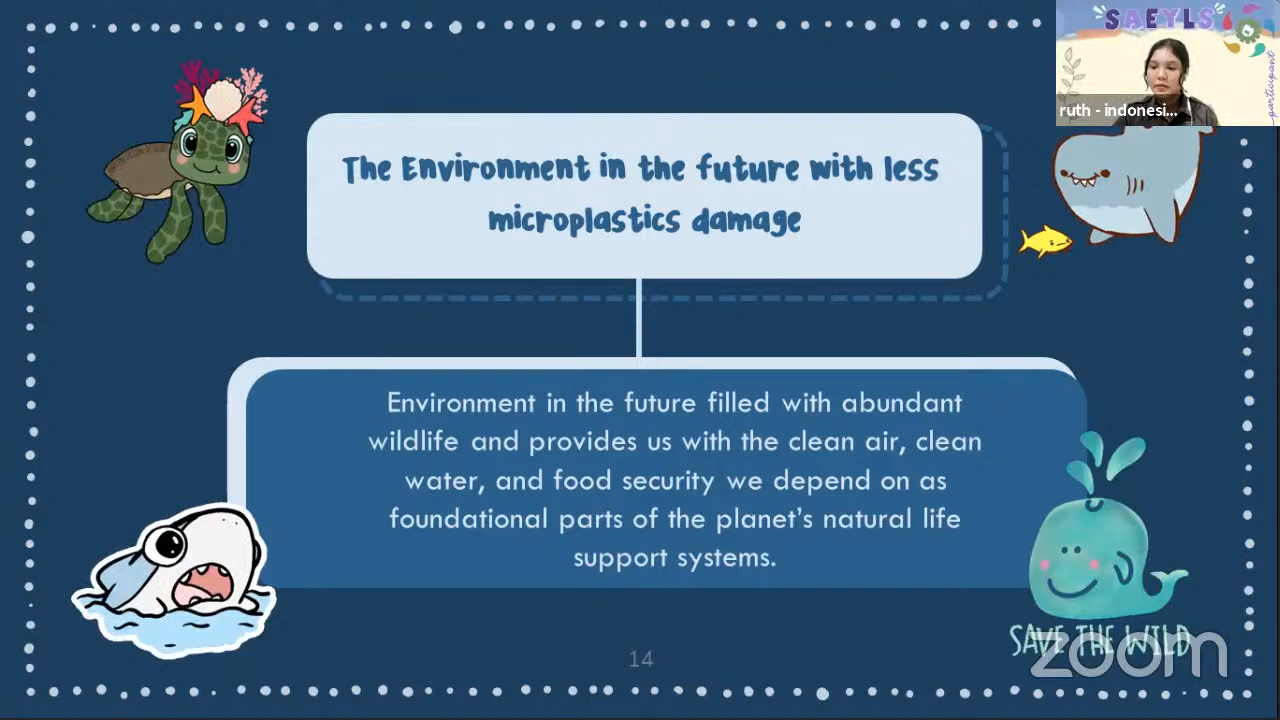 "SAEYLS"
participant
ruth - indonesi...
The Environment in the future with less
microplastics damage
Environment in the future filled with abundant
wildlife and provides us with the clean air, clean
water, and food security we depend on as
foundational parts of the planet's natural life
support systems.
SAVE THE WILD
zoom
14